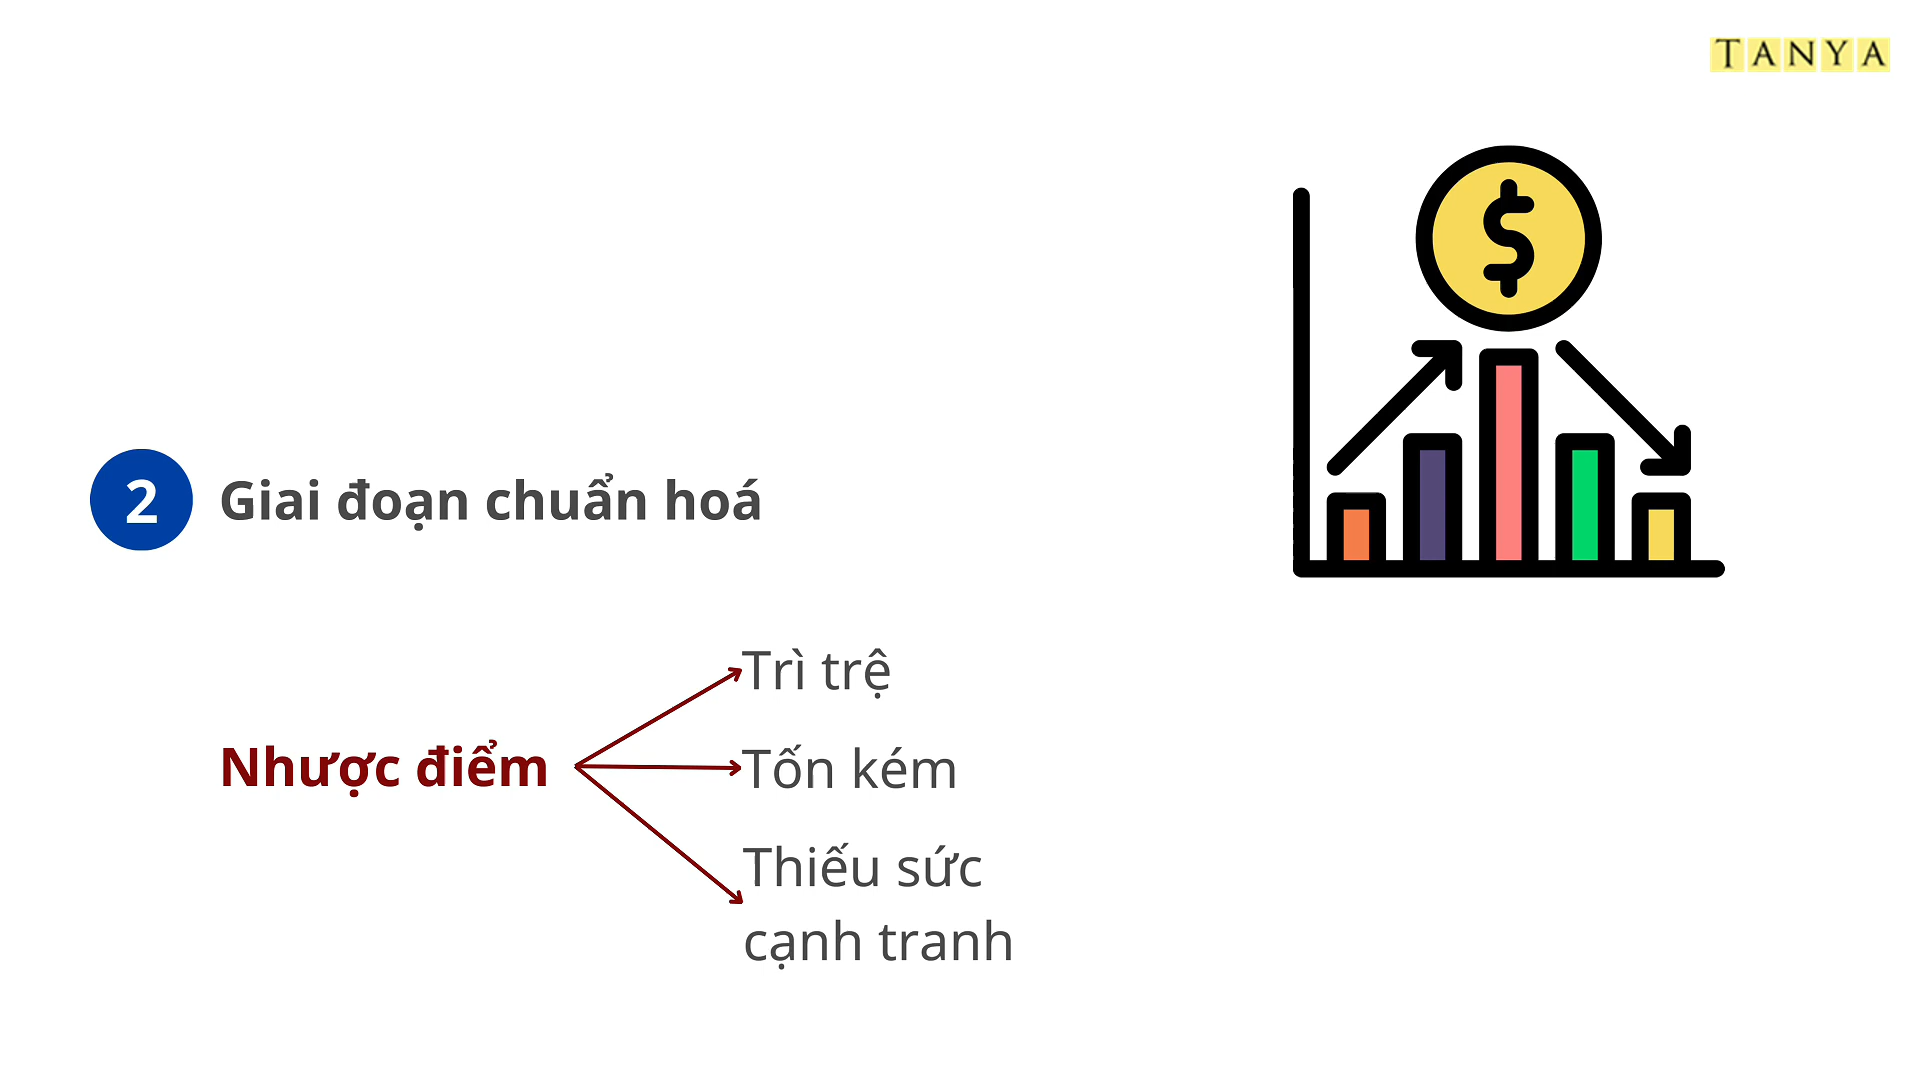 TANYA
$
2 Giai đoạn chuẩn hoá
Trì trệ
Nhược điểm
Tốn kém
Thiếu sức
cạnh tranh